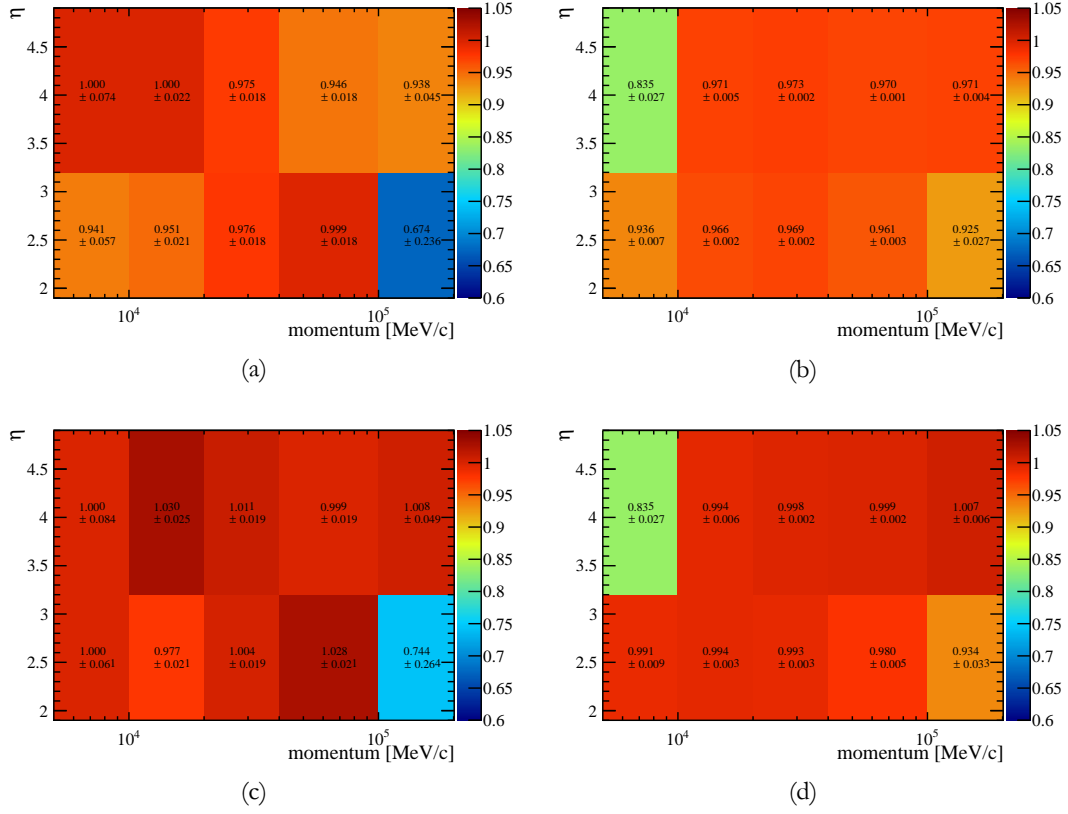 η
4.5
4
3.5
3
2.5
2
1.000 ± 0.074
1.000 ± 0.022
0.975 ± 0.018
0.946 ± 0.018
0.938 ± 0.045
0.941 ± 0.057
0.951 ± 0.021
0.976 ± 0.018
0.999 ± 0.018
0.674 ± 0.236
10⁴
10⁵
momentum [MeV/c]
1.05
1
0.95
0.9
0.85
0.8
0.75
0.7
0.65
0.6
(a)
η
4.5
4
3.5
3
2.5
2
0.835 ± 0.027
0.971 ± 0.005
0.973 ± 0.002
0.970 ± 0.001
0.971 ± 0.004
0.936 ± 0.007
0.966 ± 0.002
0.969 ± 0.002
0.961 ± 0.003
0.925 ± 0.027
10⁴
10⁵
momentum [MeV/c]
1.05
1
0.95
0.9
0.85
0.8
0.75
0.7
0.65
0.6
(b)
η
4.5
4
3.5
3
2.5
2
1.000 ± 0.084
1.030 ± 0.025
1.011 ± 0.019
0.999 ± 0.019
1.008 ± 0.049
1.000 ± 0.061
0.977 ± 0.021
1.004 ± 0.019
1.028 ± 0.021
0.744 ± 0.264
10⁴
10⁵
momentum [MeV/c]
1.05
1
0.95
0.9
0.85
0.8
0.75
0.7
0.65
0.6
(c)
η
4.5
4
3.5
3
2.5
2
0.835 ± 0.027
0.994 ± 0.006
0.998 ± 0.002
0.999 ± 0.002
1.007 ± 0.006
0.991 ± 0.009
0.994 ± 0.003
0.993 ± 0.003
0.980 ± 0.005
0.934 ± 0.033
10⁴
10⁵
momentum [MeV/c]
1.05
1
0.95
0.9
0.85
0.8
0.75
0.7
0.65
0.6
(d)